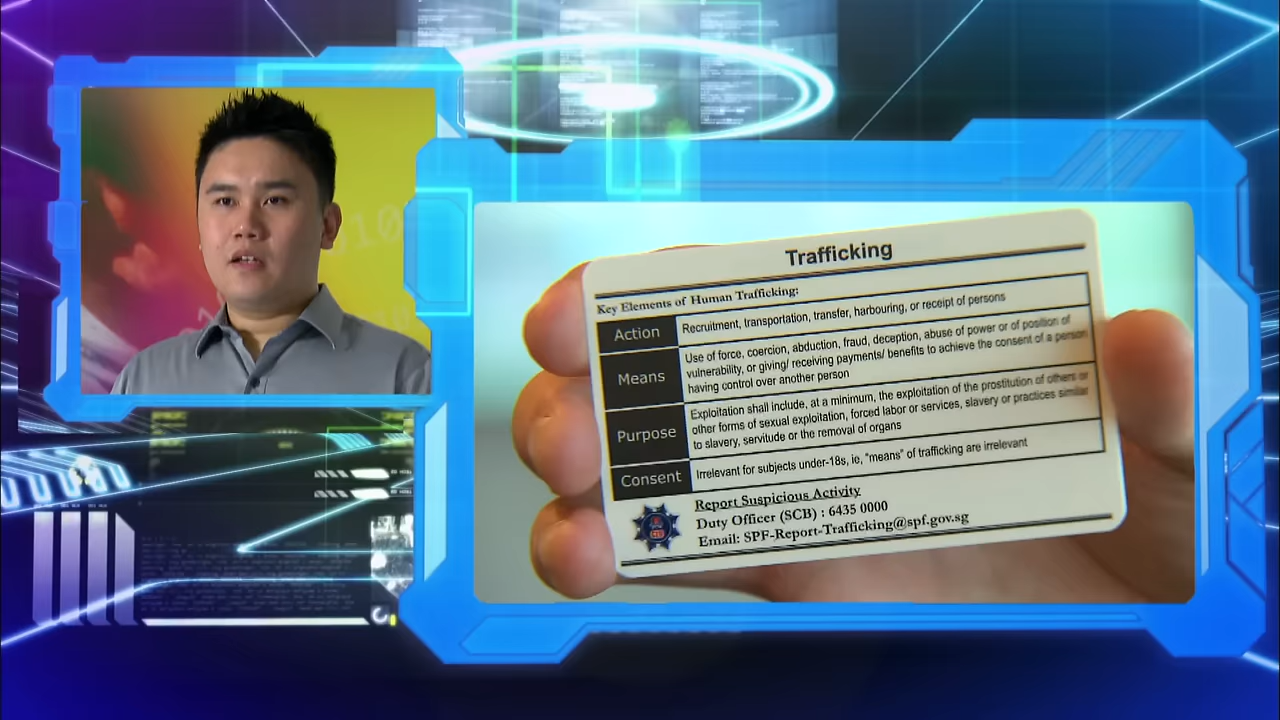 Trafficking
Key Elements of Human Trafficking:
Action
Recruitment, transportation, transfer, harbouring, or receipt of persons
Means
Use of force, coercion, abduction, fraud, deception, abuse of power or of position of
vulnerability, or giving/ receiving payments/ benefits to achieve the consent of a person
having control over another person
Purpose
Exploitation shall include, at a minimum, the exploitation of the prostitution of others or
other forms of sexual exploitation, forced labor or services, slavery or practices similar
to slavery, servitude or the removal of organs
Consent
Irrelevant for subjects under-18s, ie, "means" of trafficking are irrelevant
Report Suspicious Activity
Duty Officer (SCB) : 6435 0000
Email: SPF-Report-Trafficking@spf.gov.sg